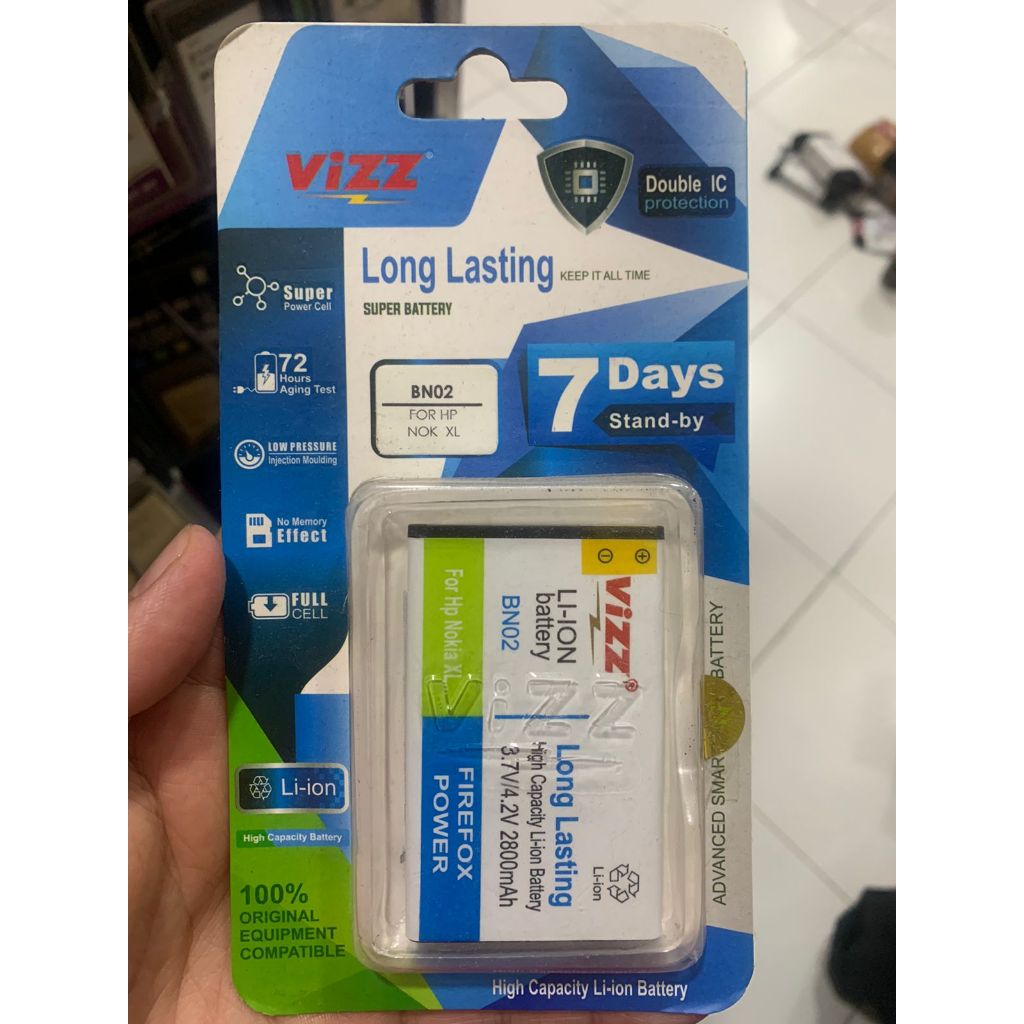 ViZZ®
Double IC
protection
Long Lasting KEEP IT ALL TIME
SUPER BATTERY
Super
Power Cell
72
Hours
Aging Test
LOW PRESSURE
Injection Moulding
No Memory
Effect
FULL
CELL
BN02
FOR HP
NOK XL
7 Days
Stand-by
ViZZ®
LI-ION
battery
BN02
For Hp Nokia XL
ViZZ
Long Lasting
High Capacity Li-ion Battery
3.7V/4.2V 2800mAh
FIREFOX
POWER
Li-ion
Li-ion
High Capacity Battery
100%
ORIGINAL
EQUIPMENT
COMPATIBLE
ADVANCED SMAR BATTERY
High Capacity Li-ion Battery